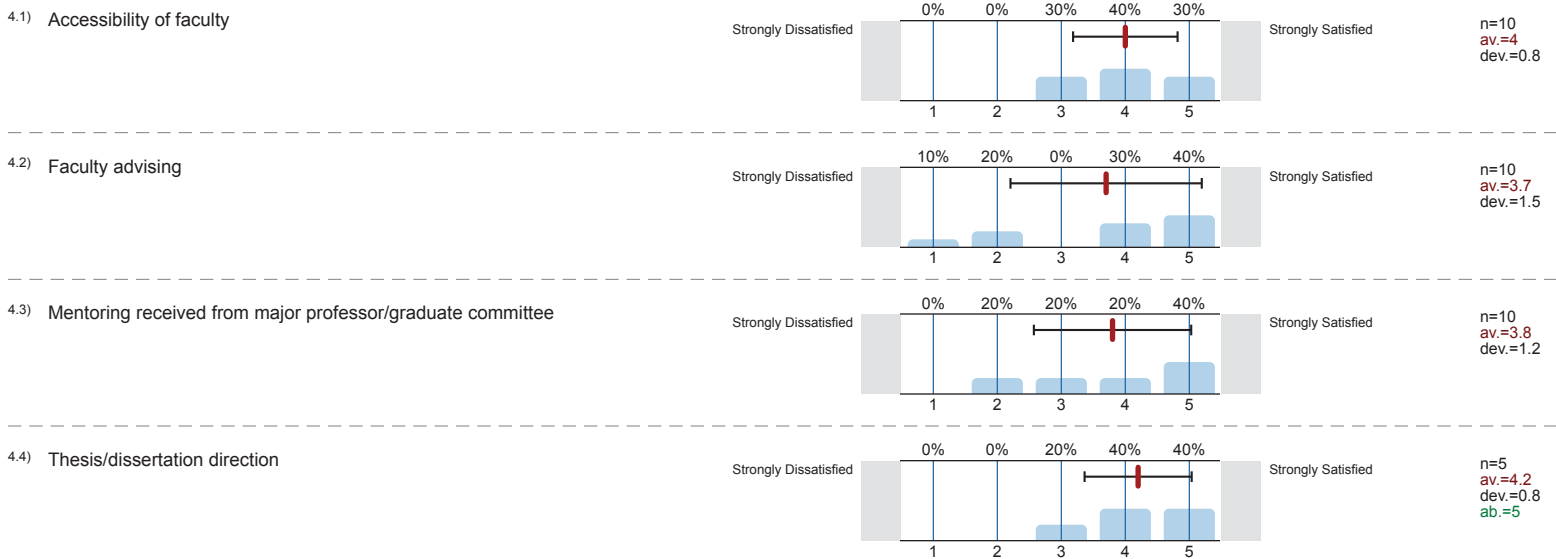 4.1) Accessibility of faculty
0% 0% 30% 40% 30%
Strongly Dissatisfied Strongly Satisfied
n=10
av.=4
dev.=0.8
1 2 3 4 5
4.2) Faculty advising
10% 20% 0% 30% 40%
Strongly Dissatisfied Strongly Satisfied
n=10
av.=3.7
dev.=1.5
1 2 3 4 5
4.3) Mentoring received from major professor/graduate committee
0% 20% 20% 20% 40%
Strongly Dissatisfied Strongly Satisfied
n=10
av.=3.8
dev.=1.2
1 2 3 4 5
4.4) Thesis/dissertation direction
0% 0% 20% 40% 40%
Strongly Dissatisfied Strongly Satisfied
n=5
av.=4.2
dev.=0.8
ab.=5
1 2 3 4 5